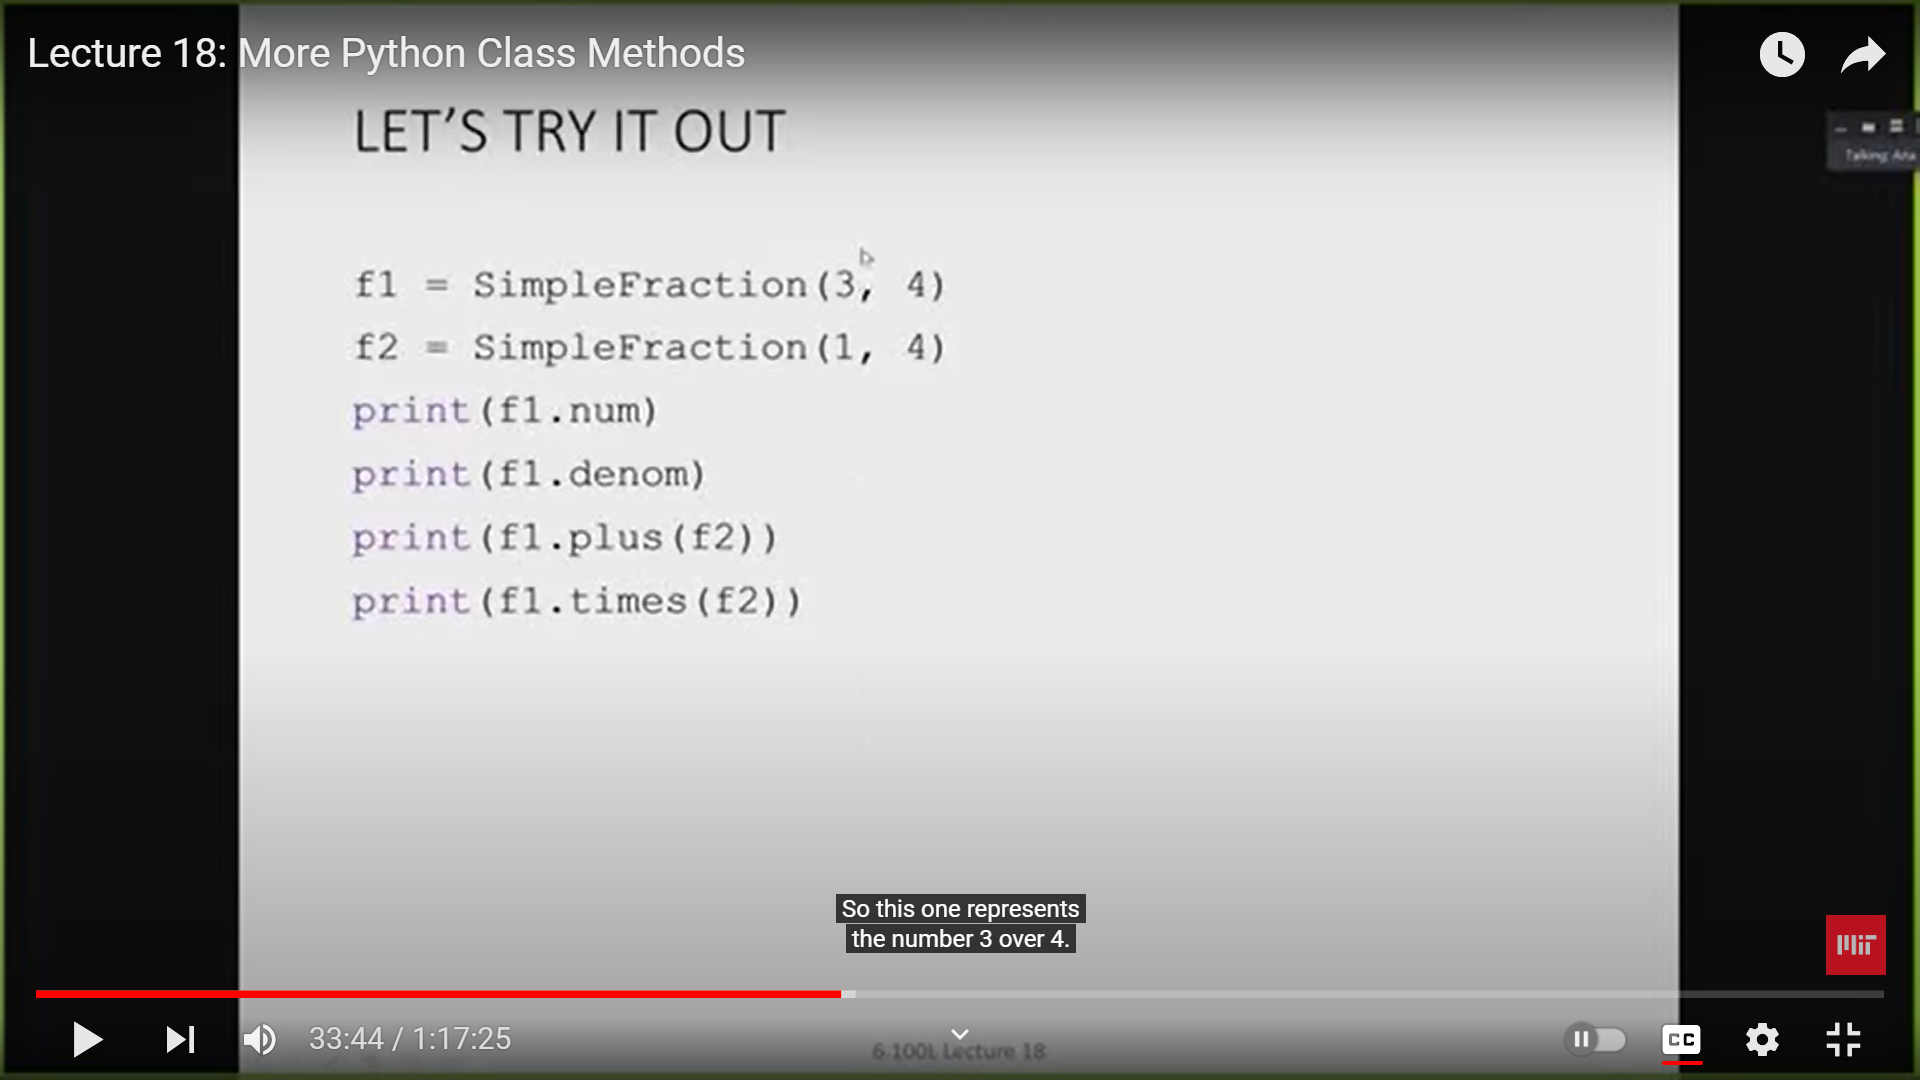 Lecture 18: More Python Class Methods
LET'S TRY IT OUT
Talking: Ana
f1 = SimpleFraction(3, 4)
f2 = SimpleFraction(1, 4)
print(f1.num)
print(f1.denom)
print(f1.plus(f2))
print(f1.times(f2))
So this one represents
the number 3 over 4.
MIT
33:44 / 1:17:25
6.100L Lecture 18
CC